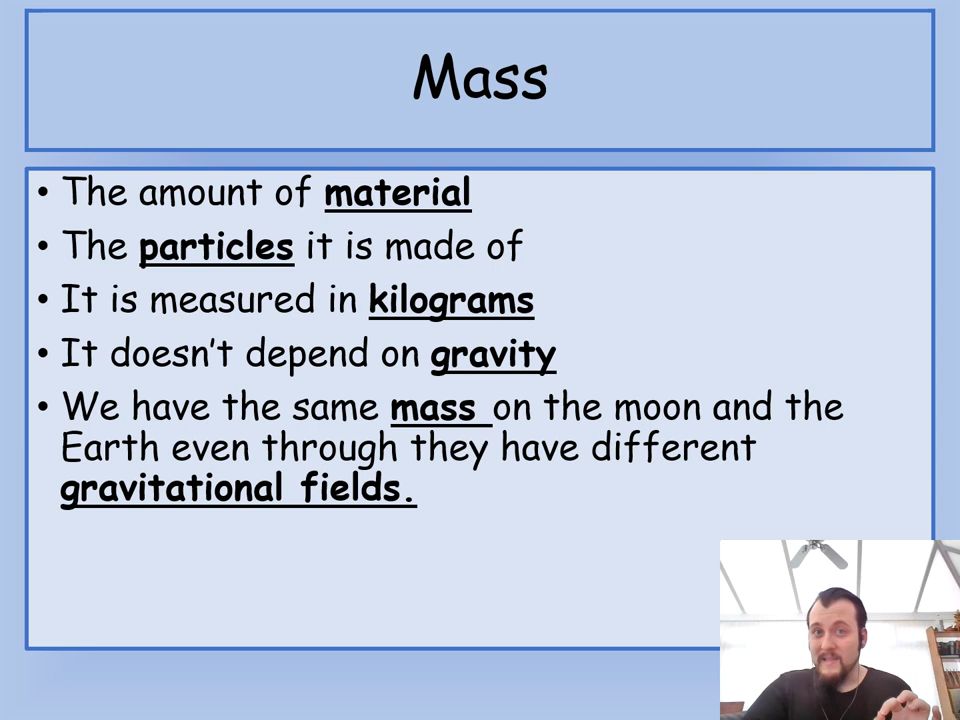 Mass
• The amount of material
• The particles it is made of
• It is measured in kilograms
• It doesn’t depend on gravity
• We have the same mass on the moon and the
Earth even through they have different
gravitational fields.